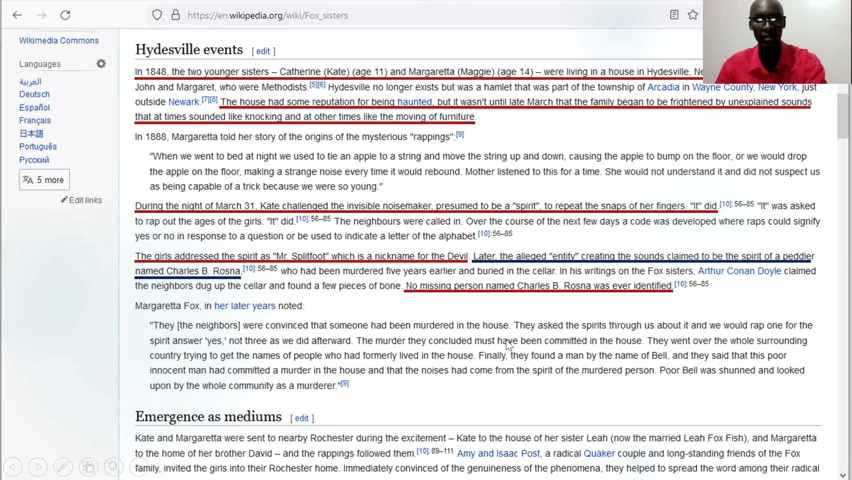 https://en.wikipedia.org/wiki/Fox_sisters
Wikimedia Commons
Languages
العربية
Deutsch
Español
Français
日本語
Português
Русский
5 more
Edit links
Hydesville events [ edit ]
In 1848, the two younger sisters – Catherine (Kate) (age 11) and Margaretta (Maggie) (age 14) – were living in a house in Hydesville,
John and Margaret, who were Methodists.[5][6] Hydesville no longer exists but was a hamlet that was part of the township of Arcadia in Wayne County, New York, just
outside Newark.[7][8] The house had some reputation for being haunted, but it wasn't until late March that the family began to be frightened by unexplained sounds
that at times sounded like knocking and at other times like the moving of furniture.
In 1888, Margaretta told her story of the origins of the mysterious "rappings":[9]
"When we went to bed at night we used to tie an apple to a string and move the string up and down, causing the apple to bump on the floor, or we would drop
the apple on the floor, making a strange noise every time it would rebound. Mother listened to this for a time. She would not understand it and did not suspect us
as being capable of a trick because we were so young."
During the night of March 31, Kate challenged the invisible noisemaker, presumed to be a "spirit", to repeat the snaps of her fingers. "It" did.[10]:56–85 "It" was asked
to rap out the ages of the girls. "It" did.[10]:56–85 The neighbours were called in. Over the course of the next few days a code was developed where raps could signify
yes or no in response to a question or be used to indicate a letter of the alphabet.[10]:56–85
The girls addressed the spirit as "Mr. Splitfoot" which is a nickname for the Devil. Later, the alleged "entity" creating the sounds claimed to be the spirit of a peddler
named Charles B. Rosna,[10]:56–85 who had been murdered five years earlier and buried in the cellar. In his writings on the Fox sisters, Arthur Conan Doyle claimed
the neighbors dug up the cellar and found a few pieces of bone. No missing person named Charles B. Rosna was ever identified.[10]:56–85
Margaretta Fox, in her later years noted:
"They [the neighbors] were convinced that someone had been murdered in the house. They asked the spirits through us about it and we would rap one for the
spirit answer 'yes,' not three as we did afterward. The murder they concluded must have been committed in the house. They went over the whole surrounding
country trying to get the names of people who had formerly lived in the house. Finally, they found a man by the name of Bell, and they said that this poor
innocent man had committed a murder in the house and that the noises had come from the spirit of the murdered person. Poor Bell was shunned and looked
upon by the whole community as a murderer."[9]
Emergence as mediums [ edit ]
Kate and Margaretta were sent to nearby Rochester during the excitement – Kate to the house of her sister Leah (now the married Leah Fox Fish), and Margaretta
to the home of her brother David – and the rappings followed them.[10]:89–111 Amy and Isaac Post, a radical Quaker couple and long-standing friends of the Fox
family, invited the girls into their Rochester home. Immediately convinced of the genuineness of the phenomena, they helped to spread the word among their radical